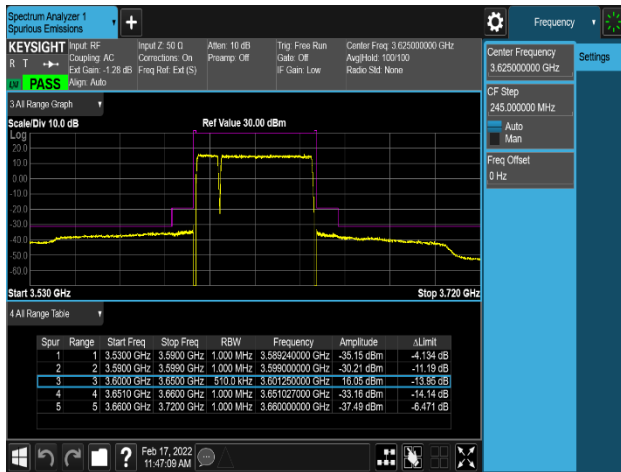 Spectrum Analyzer 1
Spurious Emissions
Frequency
KEYSIGHT
R T
PASS
Input: RF
Coupling: AC
Ext Gain: -1.28 dB
Align: Auto
Input Z: 50 Ω
Corrections: On
Freq Ref: Ext (S)
Atten: 10 dB
Preamp: Off
Trig: Free Run
Gate: Off
IF Gain: Low
Center Freq: 3.625000000 GHz
Avg|Hold: 100/100
Radio Std: None
Center Frequency
3.625000000 GHz
Settings
CF Step
245.000000 MHz
Auto
Man
Freq Offset
0 Hz
3 All Range Graph
Scale/Div 10.0 dB
Ref Value 30.00 dBm
Log
20.0
10.0
0.00
-10.0
-20.0
-30.0
-40.0
-50.0
-60.0
Start 3.530 GHz
Stop 3.720 GHz
4 All Range Table
Spur Range Start Freq Stop Freq RBW Frequency Amplitude ΔLimit
1 1 3.5300 GHz 3.5900 GHz 1.000 MHz 3.589240000 GHz -35.15 dBm -4.134 dB
2 2 3.5900 GHz 3.5990 GHz 1.000 MHz 3.599000000 GHz -30.21 dBm -11.19 dB
3 3 3.6000 GHz 3.6500 GHz 510.0 kHz 3.601250000 GHz 16.05 dBm -13.95 dB
4 4 3.6510 GHz 3.6600 GHz 1.000 MHz 3.651027000 GHz -33.16 dBm -14.14 dB
5 5 3.6600 GHz 3.7200 GHz 1.000 MHz 3.660000000 GHz -37.49 dBm -6.471 dB
Feb 17, 2022
11:47:09 AM